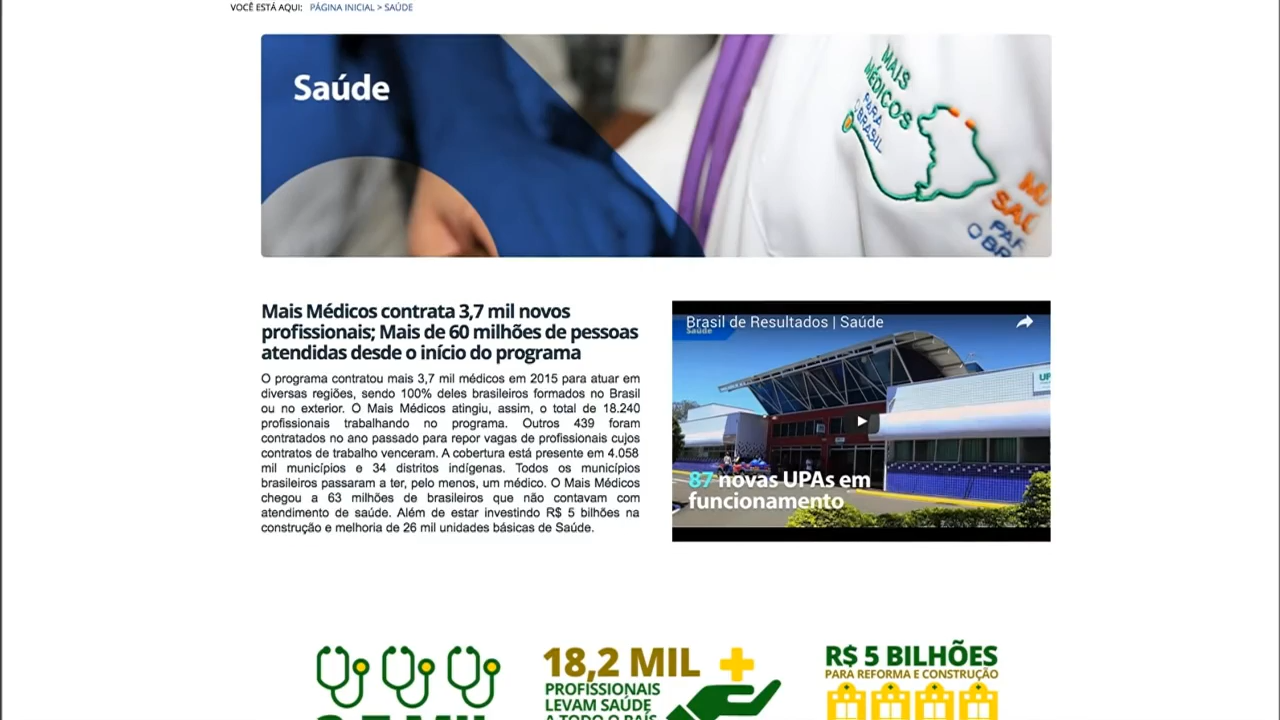 VOCÊ ESTÁ AQUI: PÁGINA INICIAL > SAÚDE
Saúde
MAIS
MÉDICOS
PARA
O BRASIL
Mais Médicos contrata 3,7 mil novos
profissionais; Mais de 60 milhões de pessoas
atendidas desde o início do programa
O programa contratou mais 3,7 mil médicos em 2015 para atuar em
diversas regiões, sendo 100% deles brasileiros formados no Brasil
ou no exterior. O Mais Médicos atingiu, assim, o total de 18.240
profissionais trabalhando no programa. Outros 439 foram
contratados no ano passado para repor vagas de profissionais cujos
contratos de trabalho venceram. A cobertura está presente em 4.058
mil municípios e 34 distritos indígenas. Todos os municípios
brasileiros passaram a ter, pelo menos, um médico. O Mais Médicos
chegou a 63 milhões de brasileiros que não contavam com
atendimento de saúde. Além de estar investindo R$ 5 bilhões na
construção e melhoria de 26 mil unidades básicas de Saúde.
Brasil de Resultados | Saúde
Saúde
UP
87 novas UPAs em
funcionamento
18,2 MIL
PROFISSIONAIS
LEVAM SAÚDE
A TODO O PAÍS
R$ 5 BILHÕES
PARA REFORMA E CONSTRUÇÃO